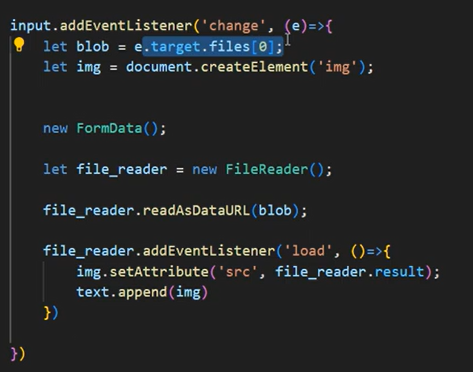 input.addEventListener('change', (e)=>{
    let blob = e.target.files[0];
    let img = document.createElement('img');
    new FormData();
    let file_reader = new FileReader();
    file_reader.readAsDataURL(blob);
    file_reader.addEventListener('load', ()=>{
        img.setAttribute('src', file_reader.result);
        text.append(img)
    })
})